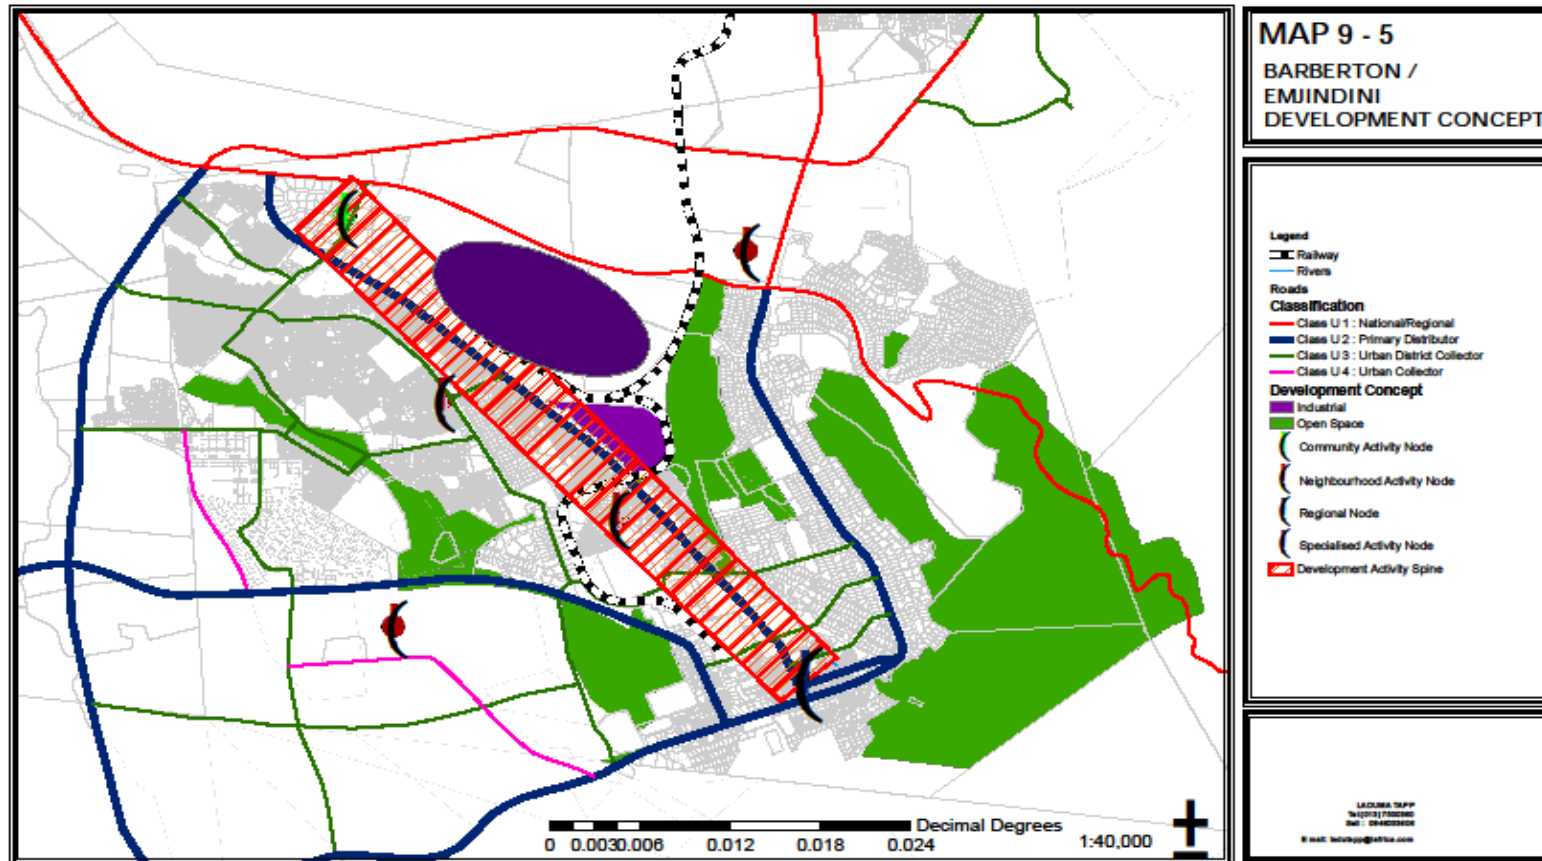 MAP 9 - 5
BARBERTON /
EMJINDINI
DEVELOPMENT CONCEPT
Legend
Railway
Rivers
Roads
Classification
Class U 1 : National/Regional
Class U 2 : Primary Distributor
Class U 3 : Urban District Collector
Class U 4 : Urban Collector
Development Concept
Industrial
Open Space
Community Activity Node
Neighbourhood Activity Node
Regional Node
Specialised Activity Node
Development Activity Spine
Decimal Degrees
0 0.0030.006 0.012 0.018 0.024
1:40,000
LADUMA TAPP